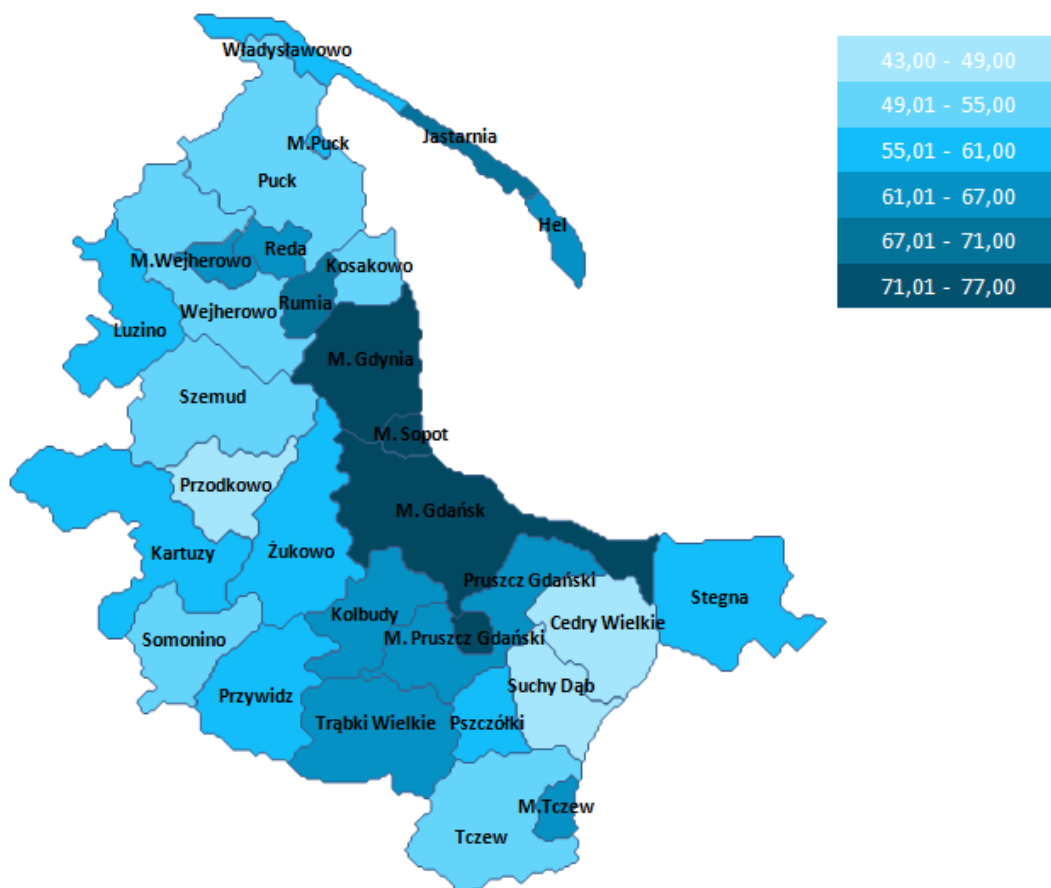 Władysławowo
43,00 - 49,00
49,01 - 55,00
55,01 - 61,00
61,01 - 67,00
67,01 - 71,00
71,01 - 77,00
Jastarnia
M.Puck
Puck
Hel
Reda
M.Wejherowo
Kosakowo
Rumia
Wejherowo
Luzino
M. Gdynia
Szemud
M. Sopot
Przodkowo
M. Gdańsk
Kartuzy
Żukowo
Pruszcz Gdański
Stegna
Kolbudy
Cedry Wielkie
Somonino
M. Pruszcz Gdański
Suchy Dąb
Przywidz
Trąbki Wielkie
Pszczółki
M.Tczew
Tczew